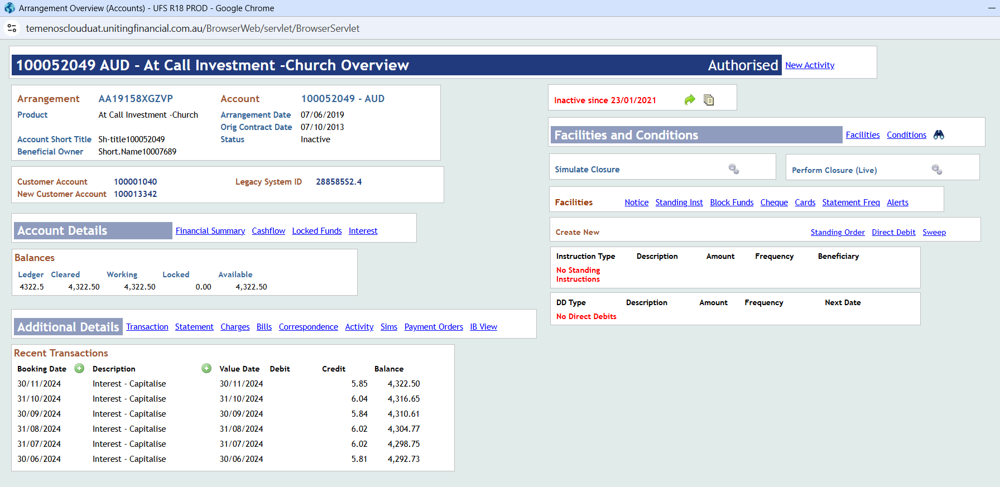 Arrangement Overview (Accounts) - UFS R18 PROD - Google Chrome
temenosclouduat.unitingfinancial.com.au/BrowserWeb/servlet/BrowserServlet
100052049 AUD - At Call Investment -Church Overview Authorised New Activity
Arrangement AA19158XGZVP Account 100052049 - AUD
Product At Call Investment -Church Arrangement Date 07/06/2019
Orig Contract Date 07/10/2013
Account Short Title Sh-title100052049 Status Inactive
Beneficial Owner Short.Name10007689
Customer Account 100001040 Legacy System ID 288585S2.4
New Customer Account 100013342
Account Details Financial Summary Cashflow Locked Funds Interest
Balances
Ledger Cleared Working Locked Available
4322.5 4,322.50 4,322.50 0.00 4,322.50
Additional Details Transaction Statement Charges Bills Correspondence Activity Sims Payment Orders IB View
Recent Transactions
Booking Date Description Value Date Debit Credit Balance
30/11/2024 Interest - Capitalise 30/11/2024 5.85 4,322.50
31/10/2024 Interest - Capitalise 31/10/2024 6.04 4,316.65
30/09/2024 Interest - Capitalise 30/09/2024 5.84 4,310.61
31/08/2024 Interest - Capitalise 31/08/2024 6.02 4,304.77
31/07/2024 Interest - Capitalise 31/07/2024 6.02 4,298.75
30/06/2024 Interest - Capitalise 30/06/2024 5.81 4,292.73
Inactive since 23/01/2021
Facilities and Conditions Facilities Conditions
Simulate Closure Perform Closure (Live)
Facilities Notice Standing Inst Block Funds Cheque Cards Statement Freq Alerts
Create New Standing Order Direct Debit Sweep
Instruction Type Description Amount Frequency Beneficiary
No Standing
Instructions
DD Type Description Amount Frequency Next Date
No Direct Debits